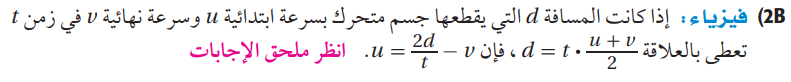 2B) فيزياء: إذا كانت المسافة d التي يقطعها جسم متحرك بسرعة ابتدائية u وسرعة نهائية v في زمن t
تعطى بالعلاقة d = t · (u + v)/2 ، فإن u = 2d/t − v. انظر ملحق الإجابات